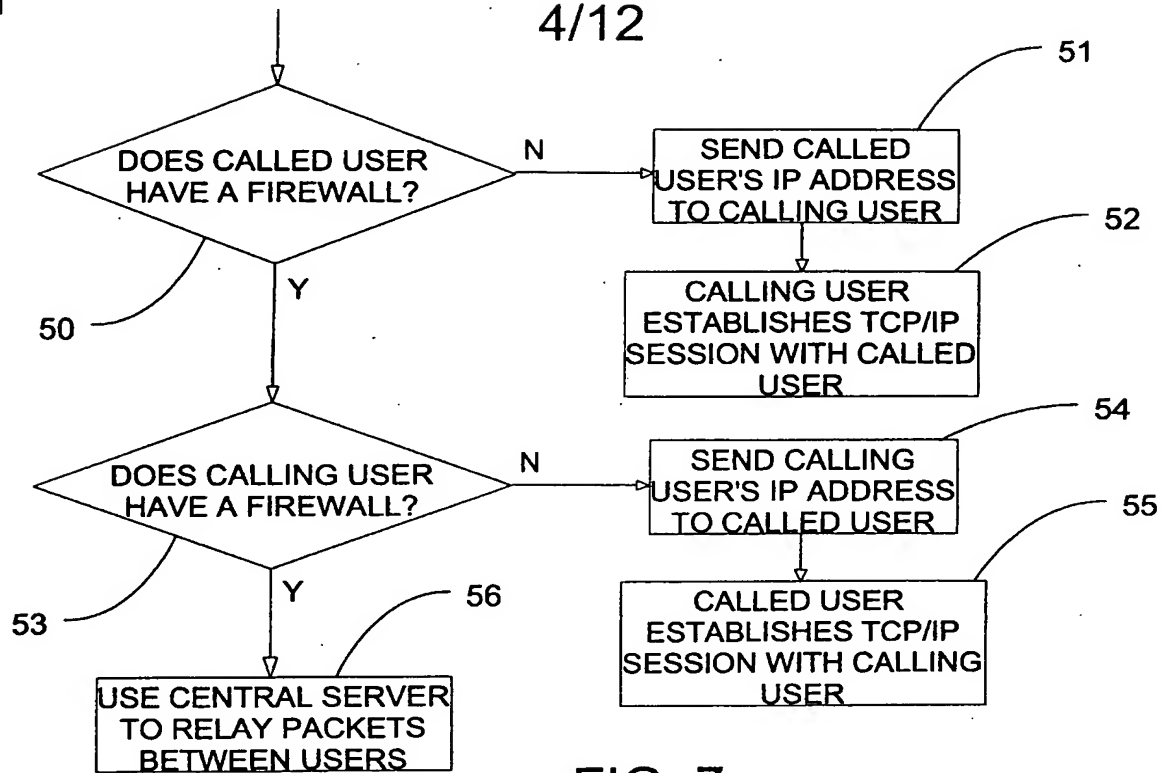 4/12
DOES CALLED USER
HAVE A FIREWALL?
N
51
SEND CALLED
USER'S IP ADDRESS
TO CALLING USER
52
CALLING USER
ESTABLISHES TCP/IP
SESSION WITH CALLED
USER
50
Y
DOES CALLING USER
HAVE A FIREWALL?
N
54
SEND CALLING
USER'S IP ADDRESS
TO CALLED USER
55
CALLED USER
ESTABLISHES TCP/IP
SESSION WITH CALLING
USER
53
Y
56
USE CENTRAL SERVER
TO RELAY PACKETS
BETWEEN USERS